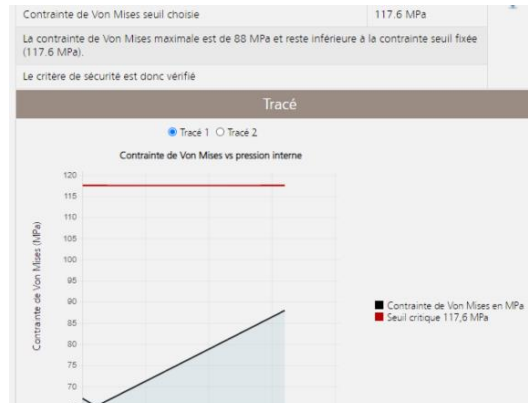 Contrainte de Von Mises seuil choisie 117.6 MPa
La contrainte de Von Mises maximale est de 88 MPa et reste inférieure à la contrainte seuil fixée
(117.6 MPa).
Le critère de sécurité est donc vérifié
Tracé
Tracé 1 Tracé 2
Contrainte de Von Mises vs pression interne
120
115
110
105
100
95
90
85
80
75
70
Contrainte de Von Mises (MPa)
Contrainte de Von Mises en MPa
Seuil critique 117,6 MPa